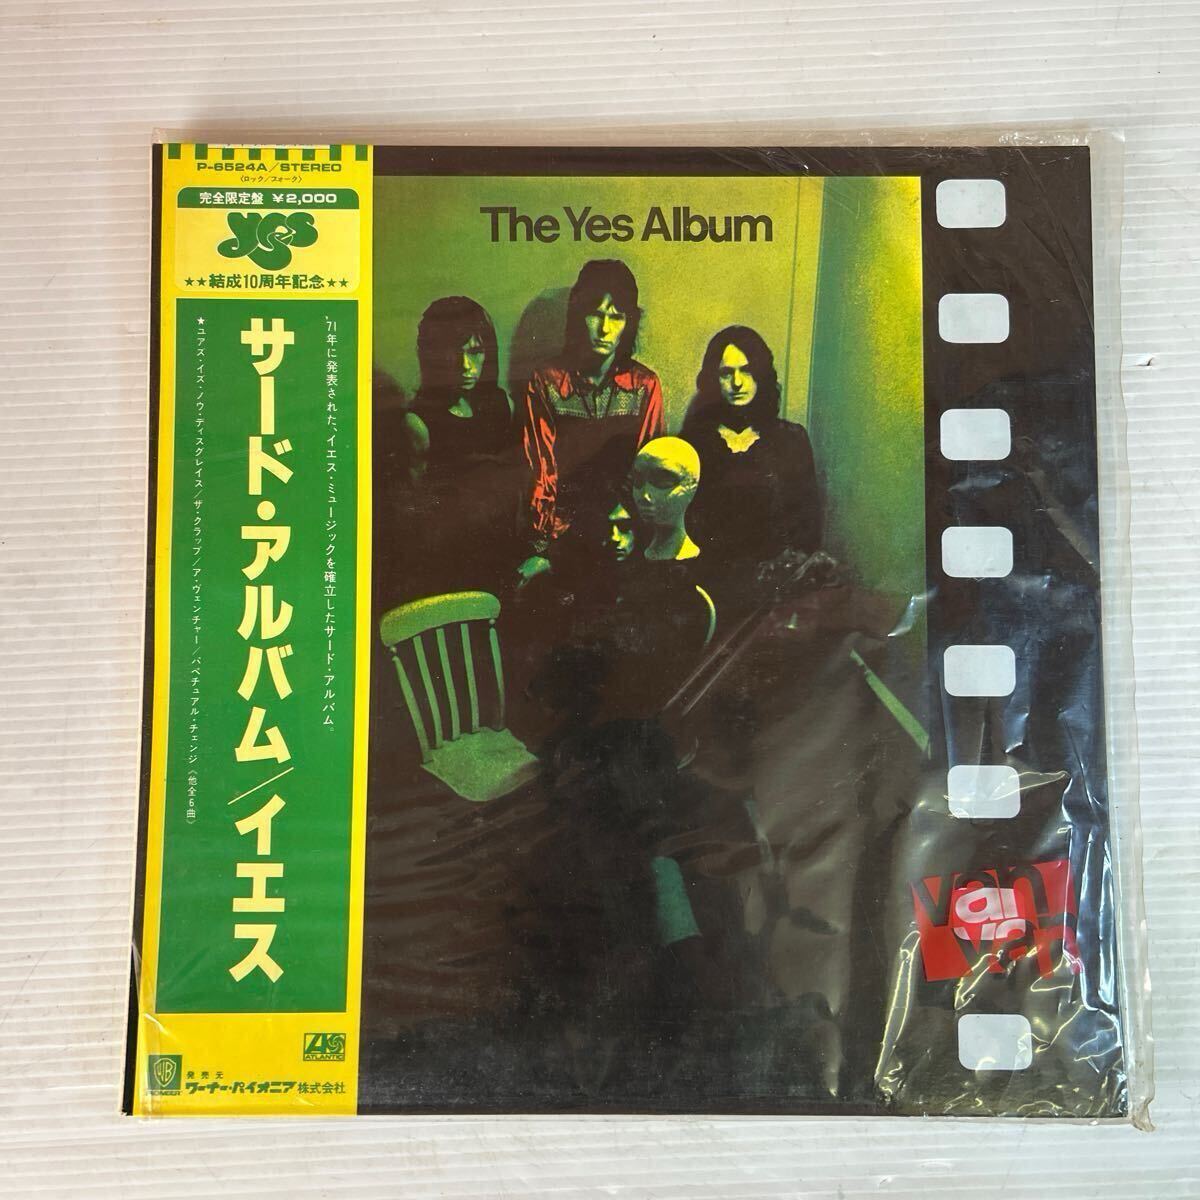 P-6524A/STEREO
〈ロック/フォーク〉
完全限定盤 ¥2,000
yes
★★結成10周年記念★★
サード・アルバム/イエス
'71年に発表された、イエス・ミュージックを確立したサード・アルバム。
★ユアズ・イズ・ノウ・ディスグレイス/ザ・クラップ/ア・ヴェンチャー/パペチュアル・チェンジ《他全6曲》
WB
PIONEER
発売元
ワーナー・パイオニア株式会社
ATLANTIC
The Yes Album
van
van